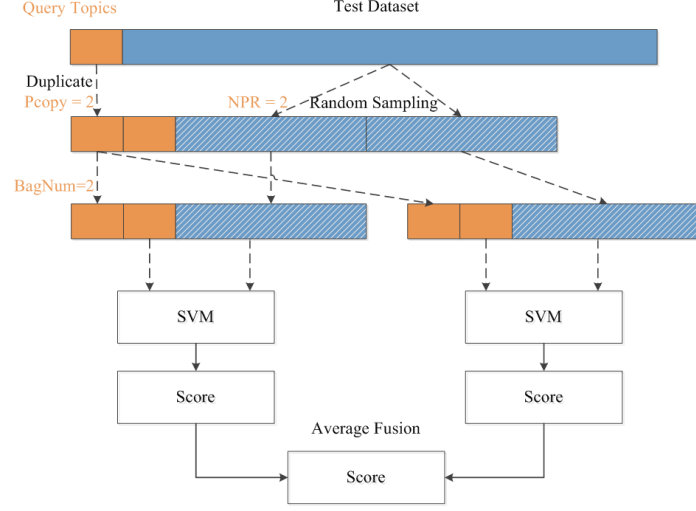 Query Topics
Test Dataset
Duplicate
Pcopy = 2
NPR = 2
Random Sampling
BagNum=2
SVM
SVM
Score
Score
Average Fusion
Score